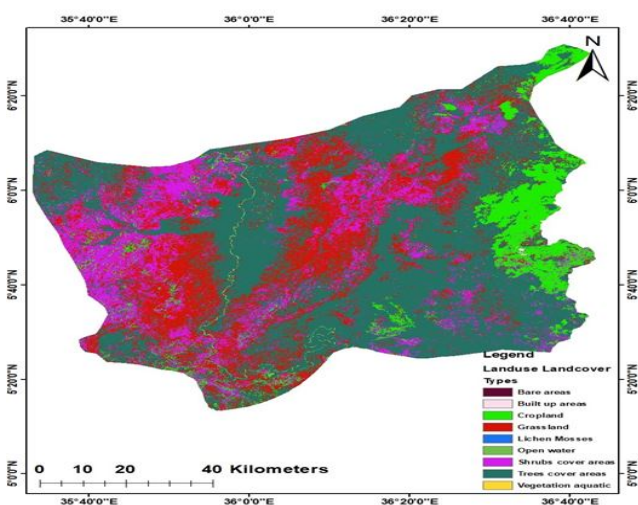 35°40'0"E 36°0'0"E 36°20'0"E 36°40'0"E
N
6°20'0"N 6°20'0"N
6°0'0"N 6°0'0"N
5°40'0"N 5°40'0"N
5°20'0"N 5°20'0"N
5°0'0"N 5°0'0"N
Legend
Landuse Landcover
Types
Bare areas
Built up areas
Cropland
Grassland
Lichen Mosses
Open water
Shrubs cover areas
Trees cover areas
Vegetation aquatic
0 10 20 40 Kilometers
35°40'0"E 36°0'0"E 36°20'0"E 36°40'0"E